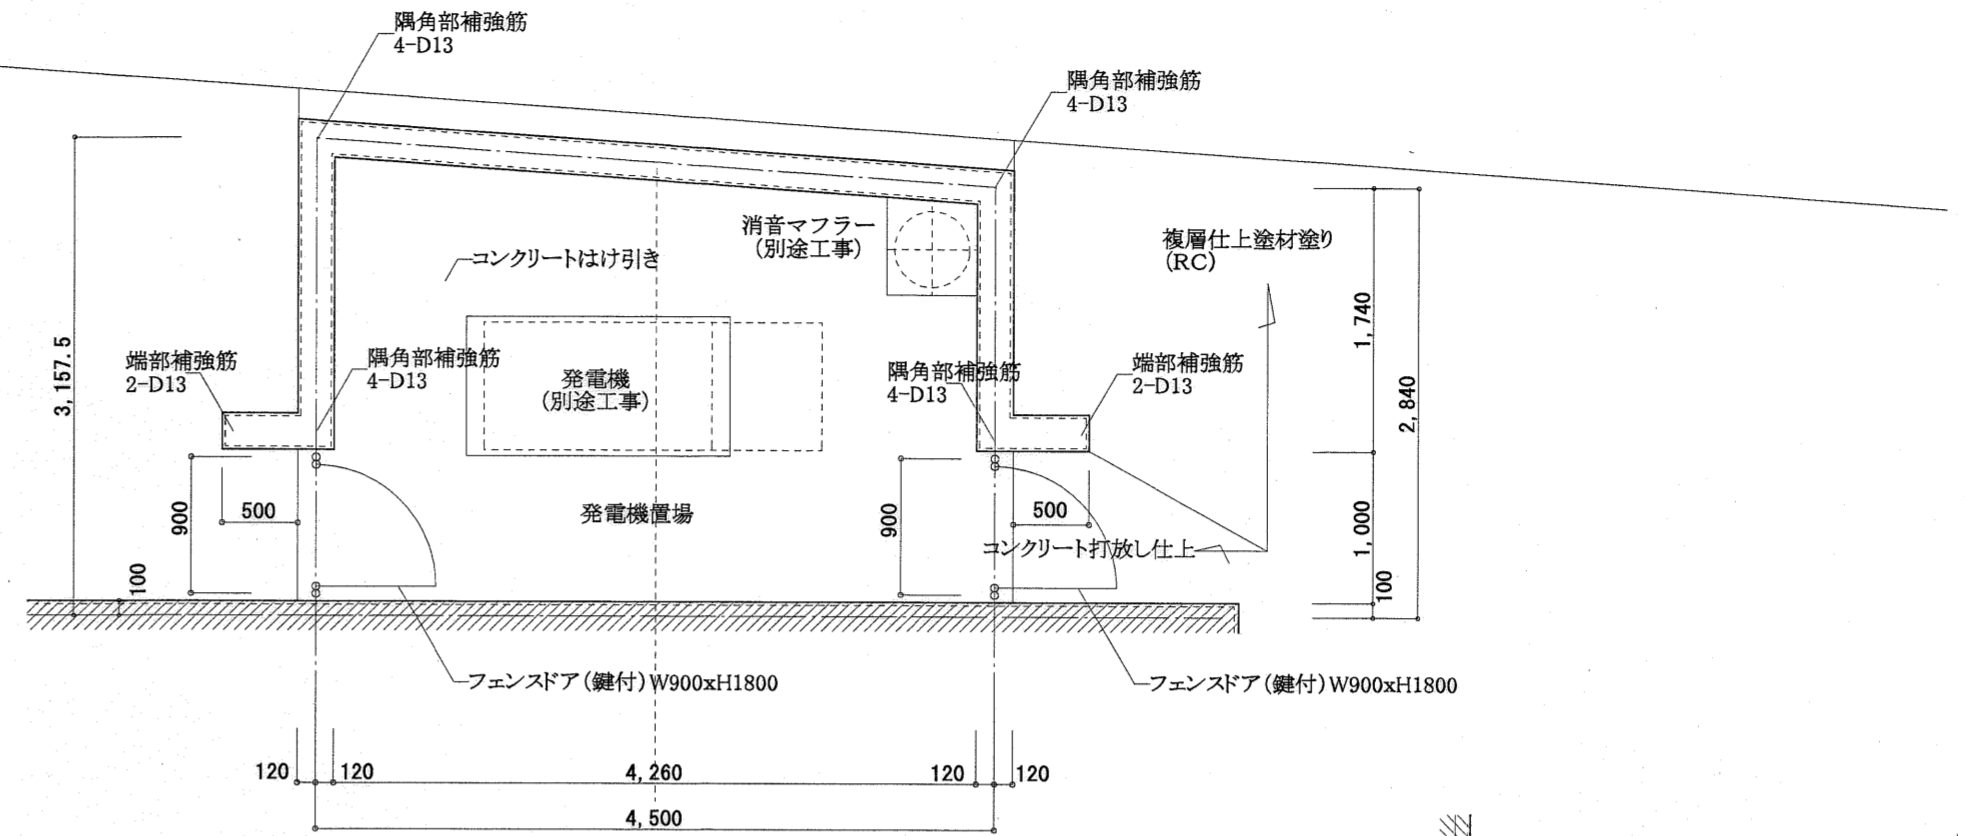 隅角部補強筋
4-D13
隅角部補強筋
4-D13
消音マフラー
(別途工事)
複層仕上塗材塗り
(RC)
コンクリートはけ引き
3,157.5
1,740
2,840
端部補強筋
2-D13
隅角部補強筋
4-D13
発電機
(別途工事)
隅角部補強筋
4-D13
端部補強筋
2-D13
900
500
発電機置場
900
500
1,000
コンクリート打放し仕上
100
100
フェンスドア(鍵付)W900xH1800
フェンスドア(鍵付)W900xH1800
120
120
4,260
120
120
4,500